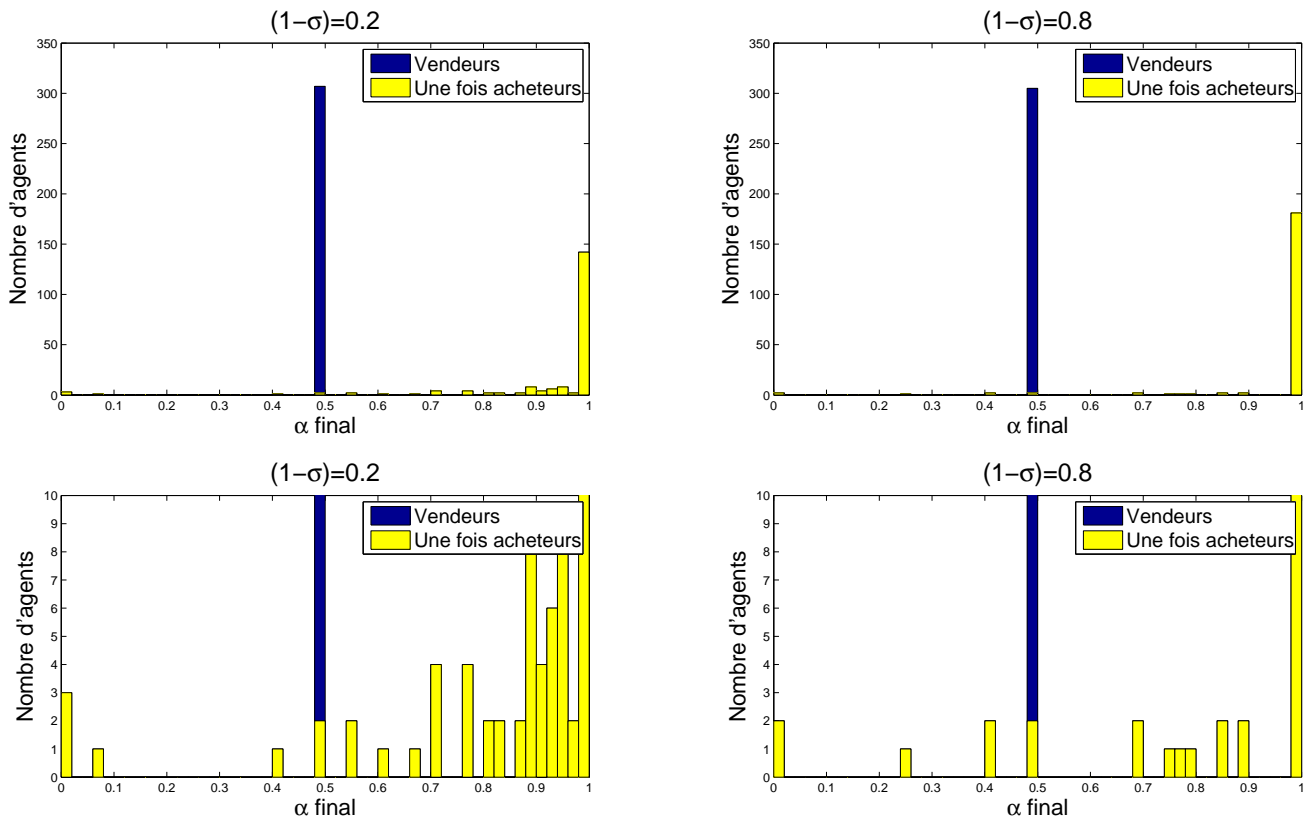 (1−σ)=0.2
350
300
250
200
150
100
50
0
Nombre d'agents
Vendeurs
Une fois acheteurs
0 0.1 0.2 0.3 0.4 0.5 0.6 0.7 0.8 0.9 1
α final
(1−σ)=0.8
350
300
250
200
150
100
50
0
Nombre d'agents
Vendeurs
Une fois acheteurs
0 0.1 0.2 0.3 0.4 0.5 0.6 0.7 0.8 0.9 1
α final
(1−σ)=0.2
10
9
8
7
6
5
4
3
2
1
0
Nombre d'agents
Vendeurs
Une fois acheteurs
0 0.1 0.2 0.3 0.4 0.5 0.6 0.7 0.8 0.9 1
α final
(1−σ)=0.8
10
9
8
7
6
5
4
3
2
1
0
Nombre d'agents
Vendeurs
Une fois acheteurs
0 0.1 0.2 0.3 0.4 0.5 0.6 0.7 0.8 0.9 1
α final